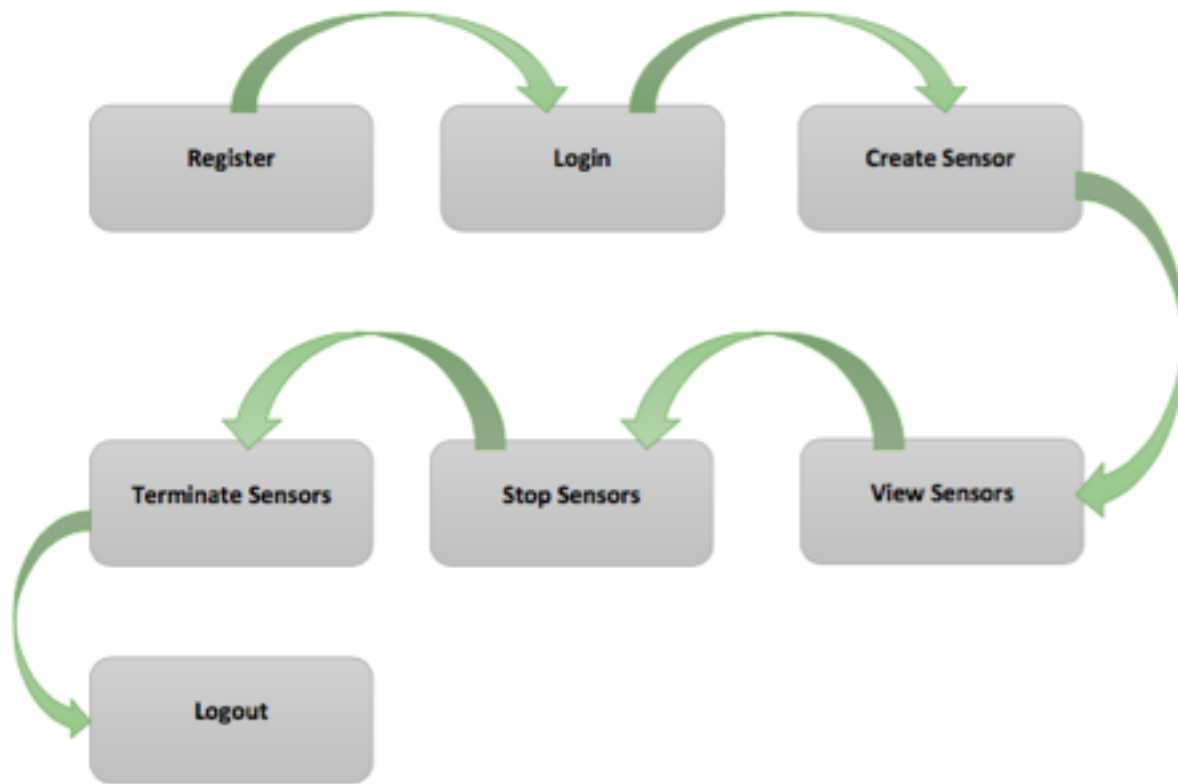 Register
Login
Create Sensor
Terminate Sensors
Stop Sensors
View Sensors
Logout